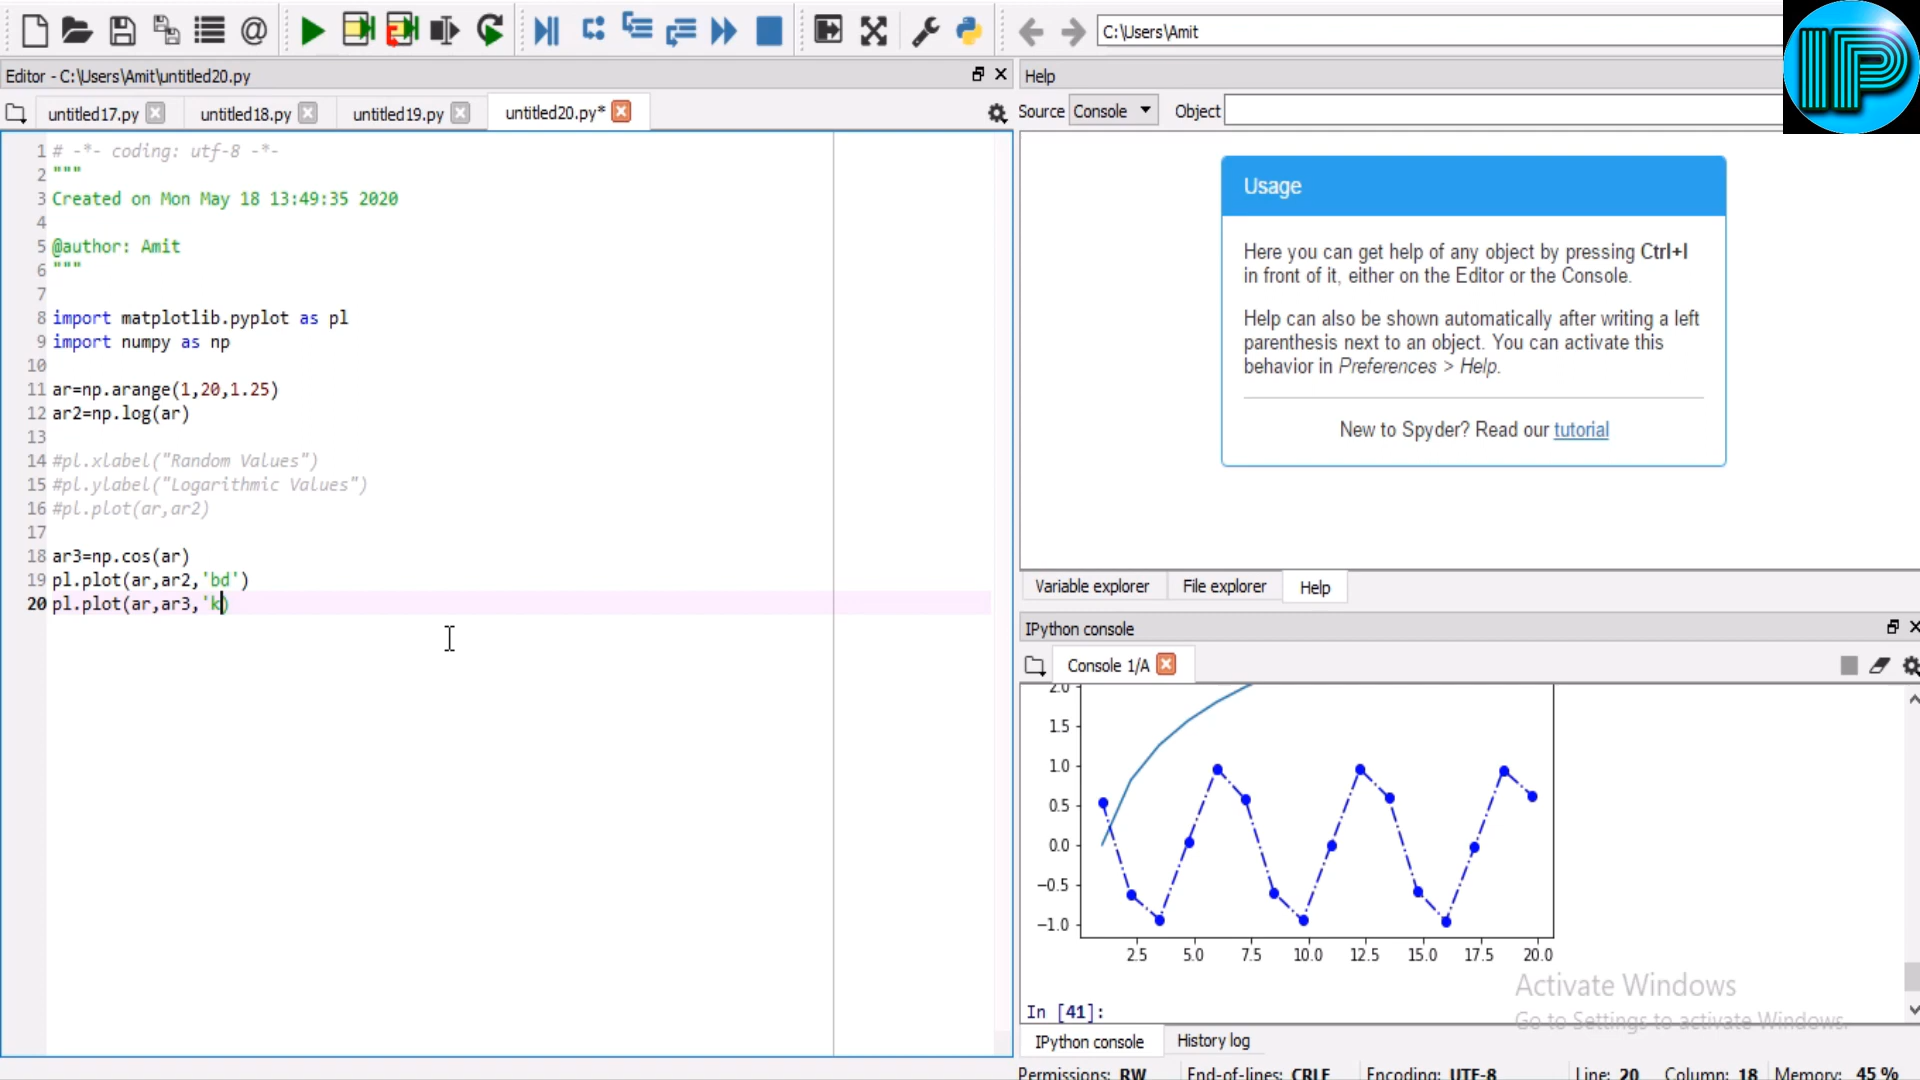 C:\Users\Amit
IP
Editor - C:\Users\Amit\untitled20.py
Help
untitled17.py
untitled18.py
untitled19.py
untitled20.py*
Source
Console
Object
1 # -*- coding: utf-8 -*-
2 """
3 Created on Mon May 18 13:49:35 2020
4
5 @author: Amit
6 """
7
8 import matplotlib.pyplot as pl
9 import numpy as np
10
11 ar=np.arange(1,20,1.25)
12 ar2=np.log(ar)
13
14 #pl.xlabel("Random Values")
15 #pl.ylabel("Logarithmic Values")
16 #pl.plot(ar,ar2)
17
18 ar3=np.cos(ar)
19 pl.plot(ar,ar2,'bd')
20 pl.plot(ar,ar3,'k)
Usage
Here you can get help of any object by pressing Ctrl+I
in front of it, either on the Editor or the Console.
Help can also be shown automatically after writing a left
parenthesis next to an object. You can activate this
behavior in Preferences > Help.
New to Spyder? Read our tutorial
Variable explorer
File explorer
Help
IPython console
Console 1/A
2.0
1.5
1.0
0.5
0.0
−0.5
−1.0
2.5 5.0 7.5 10.0 12.5 15.0 17.5 20.0
In [41]:
Activate Windows
Go to Settings to activate Windows.
IPython console
History log
Permissions: RW End-of-lines: CRLF Encoding: UTF-8 Line: 20 Column: 18 Memory: 45 %